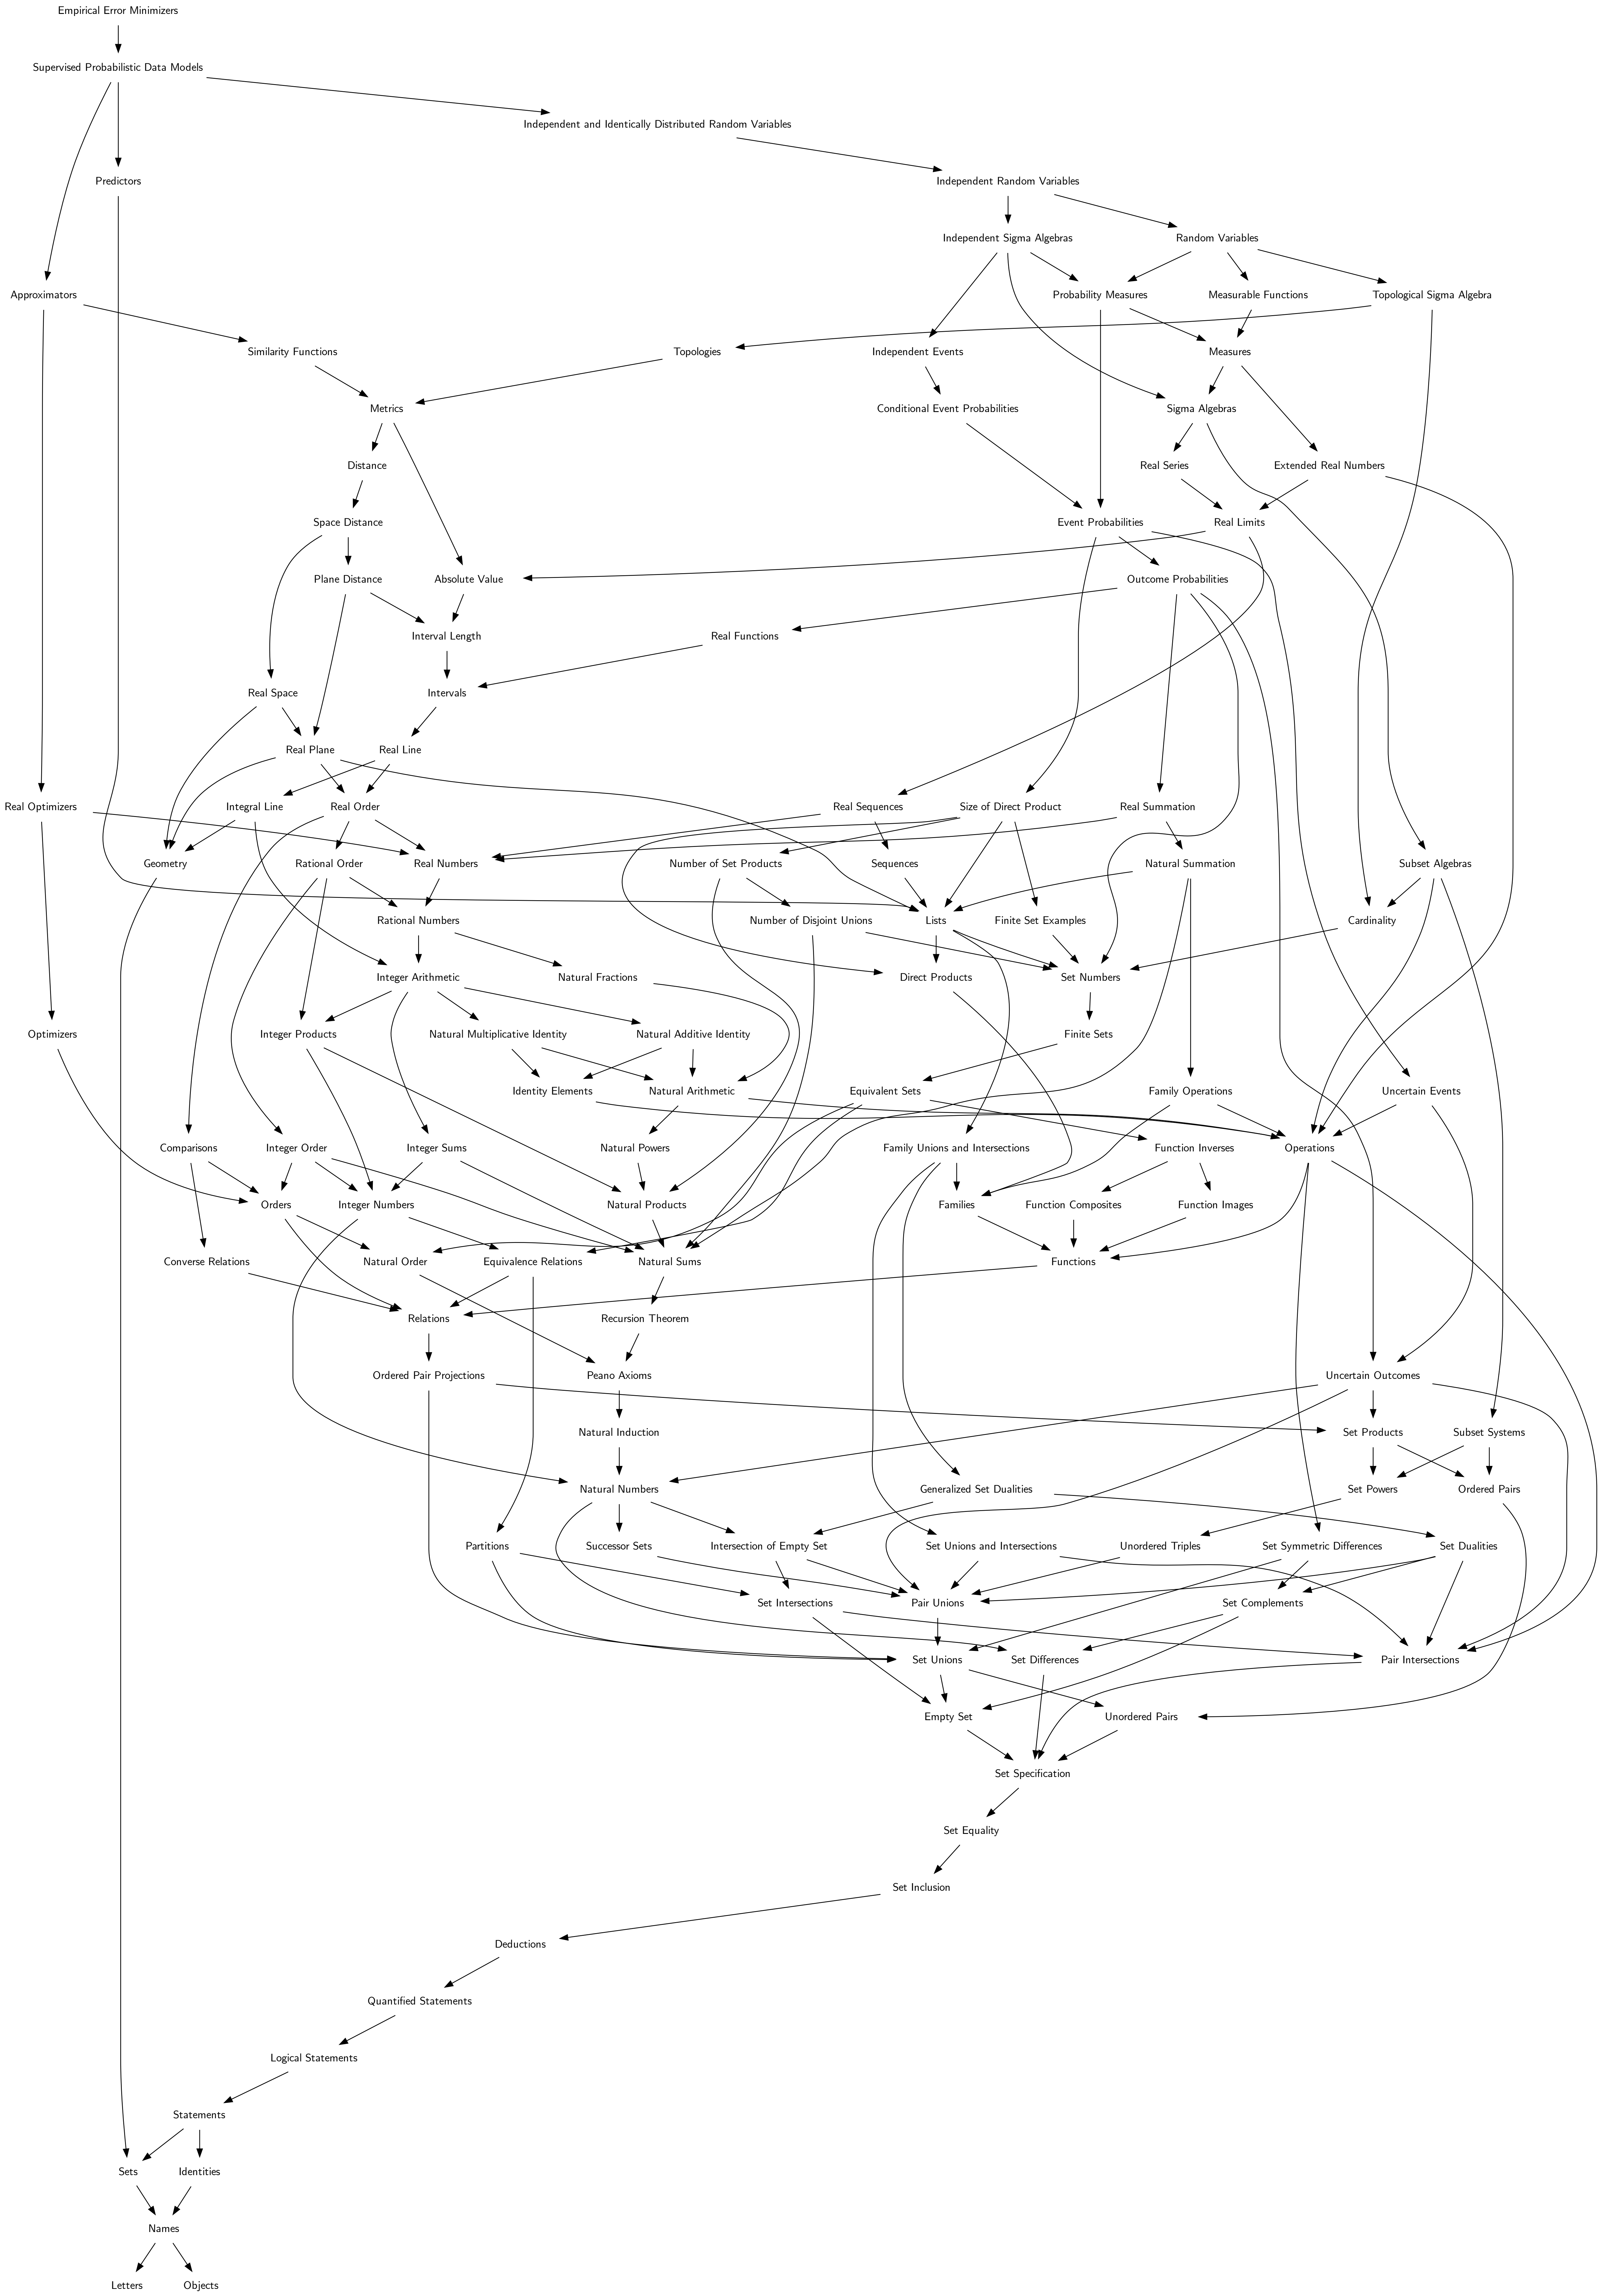 Empirical Error Minimizers
Supervised Probabilistic Data Models
Independent and Identically Distributed Random Variables
Predictors
Independent Random Variables
Independent Sigma Algebras
Random Variables
Approximators
Probability Measures
Measurable Functions
Topological Sigma Algebra
Similarity Functions
Topologies
Independent Events
Measures
Metrics
Conditional Event Probabilities
Sigma Algebras
Distance
Real Series
Extended Real Numbers
Space Distance
Event Probabilities
Real Limits
Plane Distance
Absolute Value
Outcome Probabilities
Interval Length
Real Functions
Real Space
Intervals
Real Plane
Real Line
Real Optimizers
Integral Line
Real Order
Real Sequences
Size of Direct Product
Real Summation
Geometry
Rational Order
Real Numbers
Number of Set Products
Sequences
Natural Summation
Subset Algebras
Rational Numbers
Number of Disjoint Unions
Lists
Finite Set Examples
Cardinality
Integer Arithmetic
Natural Fractions
Direct Products
Set Numbers
Optimizers
Integer Products
Natural Multiplicative Identity
Natural Additive Identity
Finite Sets
Identity Elements
Natural Arithmetic
Equivalent Sets
Family Operations
Uncertain Events
Comparisons
Integer Order
Integer Sums
Natural Powers
Family Unions and Intersections
Function Inverses
Operations
Orders
Integer Numbers
Natural Products
Families
Function Composites
Function Images
Converse Relations
Natural Order
Equivalence Relations
Natural Sums
Functions
Relations
Recursion Theorem
Ordered Pair Projections
Peano Axioms
Uncertain Outcomes
Natural Induction
Set Products
Subset Systems
Natural Numbers
Generalized Set Dualities
Set Powers
Ordered Pairs
Partitions
Successor Sets
Intersection of Empty Set
Set Unions and Intersections
Unordered Triples
Set Symmetric Differences
Set Dualities
Set Intersections
Pair Unions
Set Complements
Set Unions
Set Differences
Pair Intersections
Empty Set
Unordered Pairs
Set Specification
Set Equality
Set Inclusion
Deductions
Quantified Statements
Logical Statements
Statements
Sets
Identities
Names
Letters
Objects